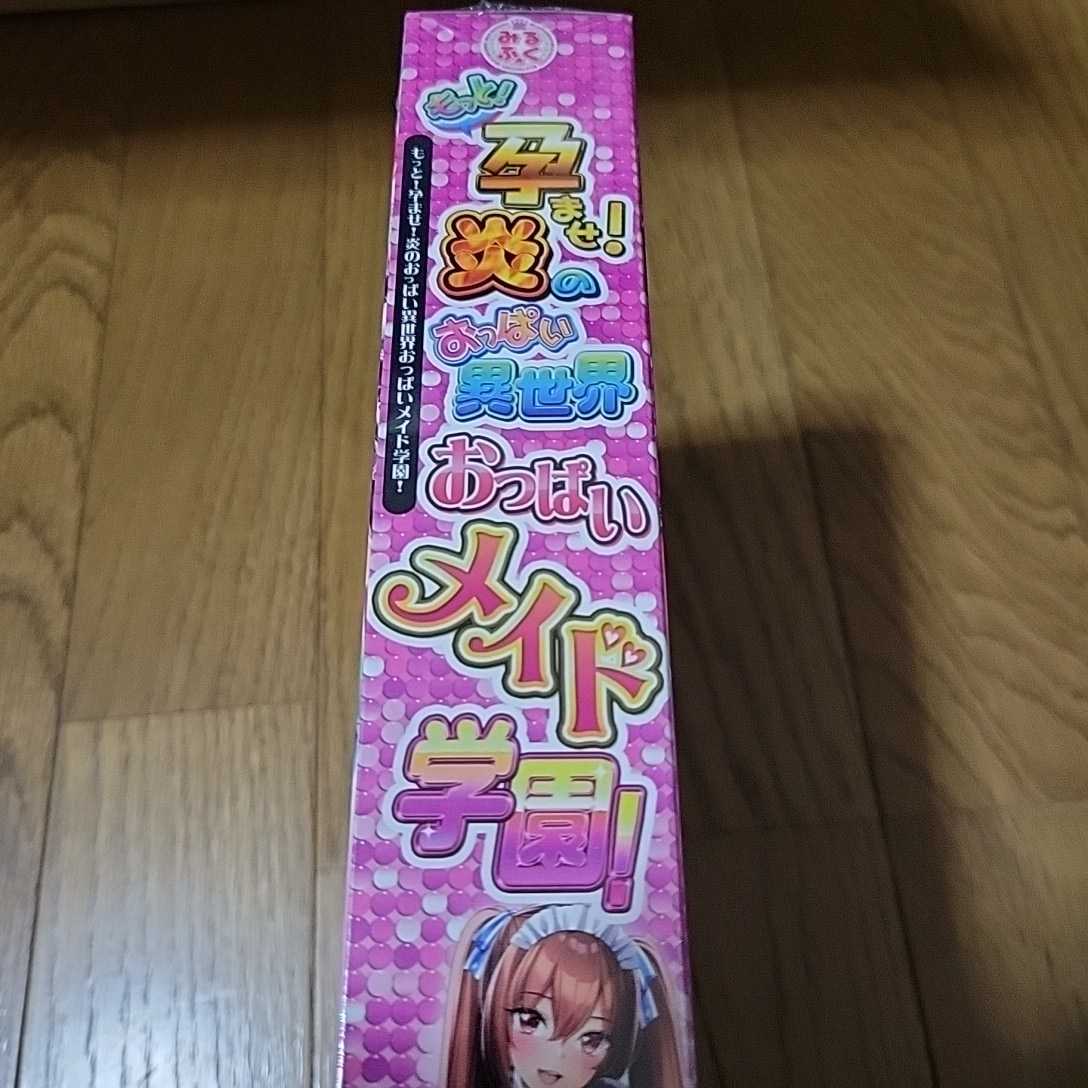 みる
ふく
もっと!
孕ませ!
炎の
おっぱい
異世界
おっぱい
メイド
学園!
もっと!孕ませ!炎のおっぱい異世界おっぱいメイド学園!